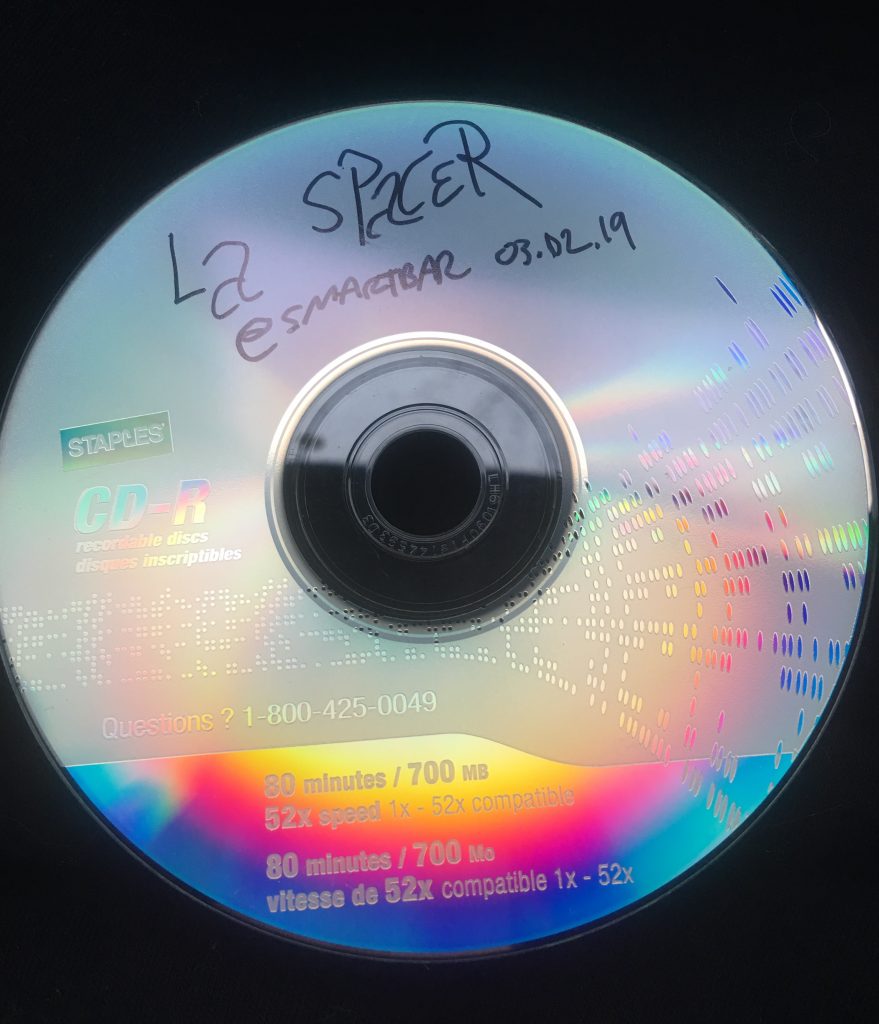 La SPaCeR
@SMARTBAR 03.02.19
STAPLES
CD-R
recordable discs
disques inscriptibles
Questions ? 1-800-425-0049
80 minutes / 700 MB
52x speed 1x - 52x compatible
80 minutes / 700 Mo
vitesse de 52x compatible 1x - 52x